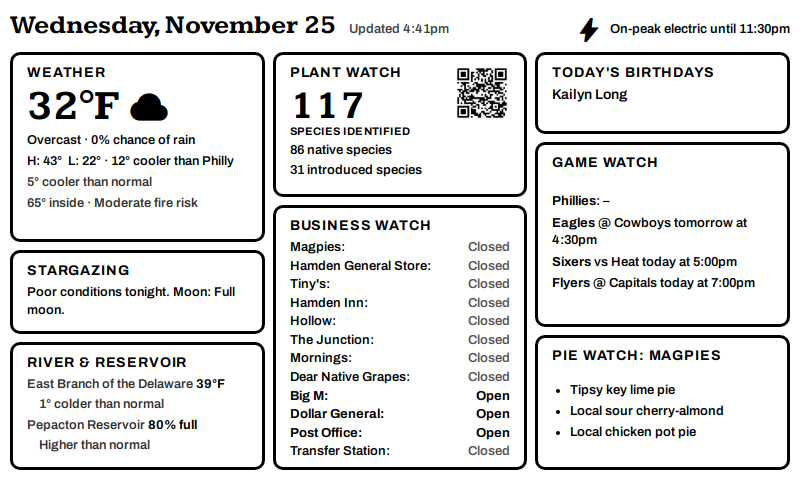 Wednesday, November 25 Updated 4:41pm
On-peak electric until 11:30pm
WEATHER
32°F
Overcast · 0% chance of rain
H: 43° L: 22° · 12° cooler than Philly
5° cooler than normal
65° inside · Moderate fire risk
STARGAZING
Poor conditions tonight. Moon: Full
moon.
RIVER & RESERVOIR
East Branch of the Delaware 39°F
1° colder than normal
Pepacton Reservoir 80% full
Higher than normal
PLANT WATCH
117
SPECIES IDENTIFIED
86 native species
31 introduced species
BUSINESS WATCH
Magpies: Closed
Hamden General Store: Closed
Tiny's: Closed
Hamden Inn: Closed
Hollow: Closed
The Junction: Closed
Mornings: Closed
Dear Native Grapes: Closed
Big M: Open
Dollar General: Open
Post Office: Open
Transfer Station: Closed
TODAY'S BIRTHDAYS
Kailyn Long
GAME WATCH
Phillies: –
Eagles @ Cowboys tomorrow at
4:30pm
Sixers vs Heat today at 5:00pm
Flyers @ Capitals today at 7:00pm
PIE WATCH: MAGPIES
• Tipsy key lime pie
• Local sour cherry-almond
• Local chicken pot pie